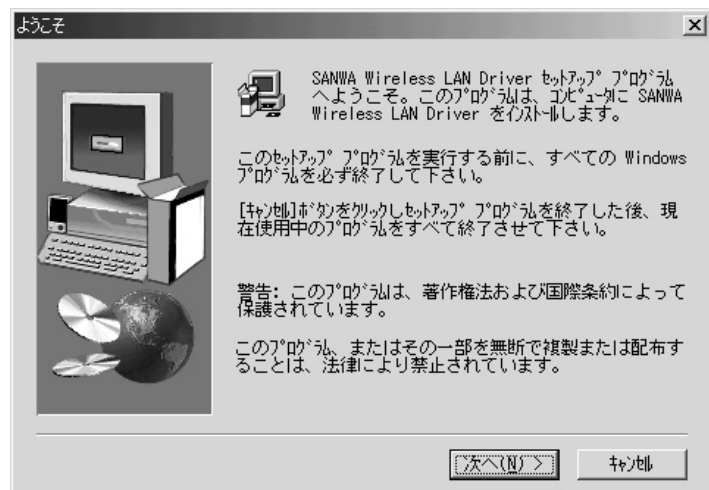 ようこそ
SANWA Wireless LAN Driver ｾｯﾄｱｯﾌﾟ ﾌﾟﾛｸﾞﾗﾑ
へようこそ。このﾌﾟﾛｸﾞﾗﾑは、ｺﾝﾋﾟｭｰﾀに SANWA
Wireless LAN Driver をｲﾝｽﾄｰﾙします。
このｾｯﾄｱｯﾌﾟ ﾌﾟﾛｸﾞﾗﾑを実行する前に、すべての Windows
ﾌﾟﾛｸﾞﾗﾑを必ず終了して下さい。
[ｷｬﾝｾﾙ]ﾎﾞﾀﾝをｸﾘｯｸしｾｯﾄｱｯﾌﾟ ﾌﾟﾛｸﾞﾗﾑを終了した後、現
在使用中のﾌﾟﾛｸﾞﾗﾑをすべて終了させて下さい。
警告: このﾌﾟﾛｸﾞﾗﾑは、著作権法および国際条約によって
保護されています。
このﾌﾟﾛｸﾞﾗﾑ、またはその一部を無断で複製または配布す
ることは、法律により禁止されています。
次へ(N) >
ｷｬﾝｾﾙ